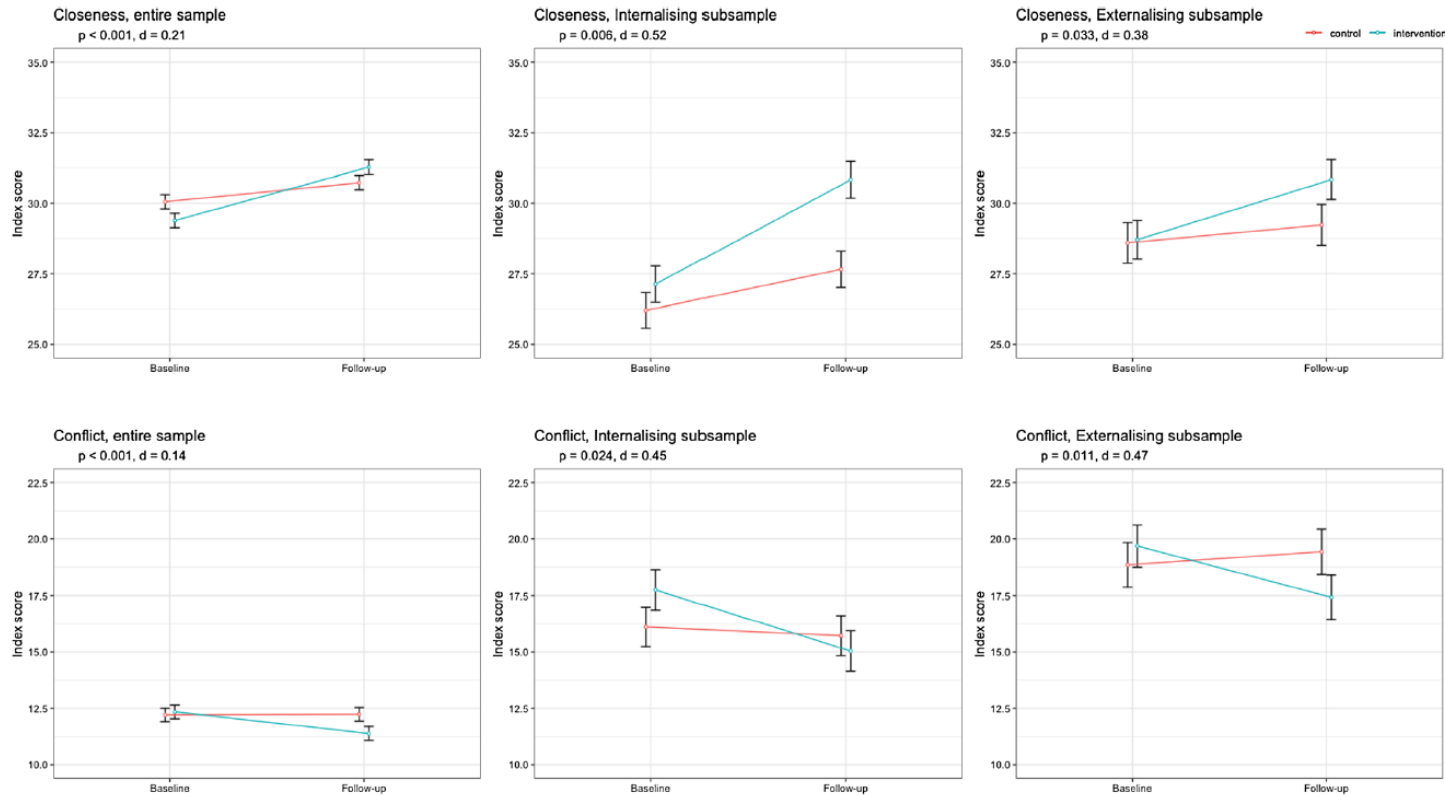 Closeness, entire sample
p < 0.001, d = 0.21
35.0
32.5
30.0
27.5
25.0
Index score
Baseline Follow-up
Closeness, Internalising subsample
p = 0.006, d = 0.52
35.0
32.5
30.0
27.5
25.0
Index score
Baseline Follow-up
Closeness, Externalising subsample
p = 0.033, d = 0.38
control intervention
35.0
32.5
30.0
27.5
25.0
Index score
Baseline Follow-up
Conflict, entire sample
p < 0.001, d = 0.14
22.5
20.0
17.5
15.0
12.5
10.0
Index score
Baseline Follow-up
Conflict, Internalising subsample
p = 0.024, d = 0.45
22.5
20.0
17.5
15.0
12.5
10.0
Index score
Baseline Follow-up
Conflict, Externalising subsample
p = 0.011, d = 0.47
22.5
20.0
17.5
15.0
12.5
10.0
Index score
Baseline Follow-up